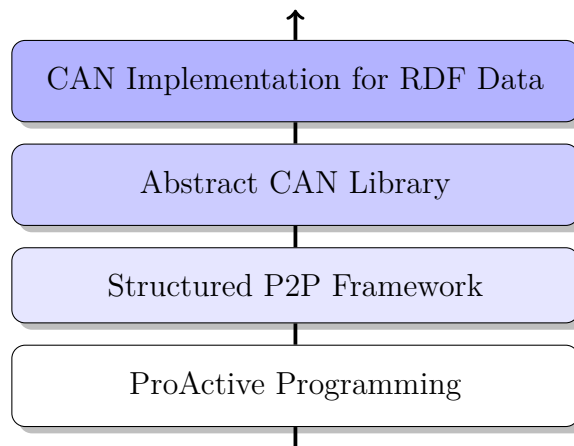 CAN Implementation for RDF Data
Abstract CAN Library
Structured P2P Framework
ProActive Programming